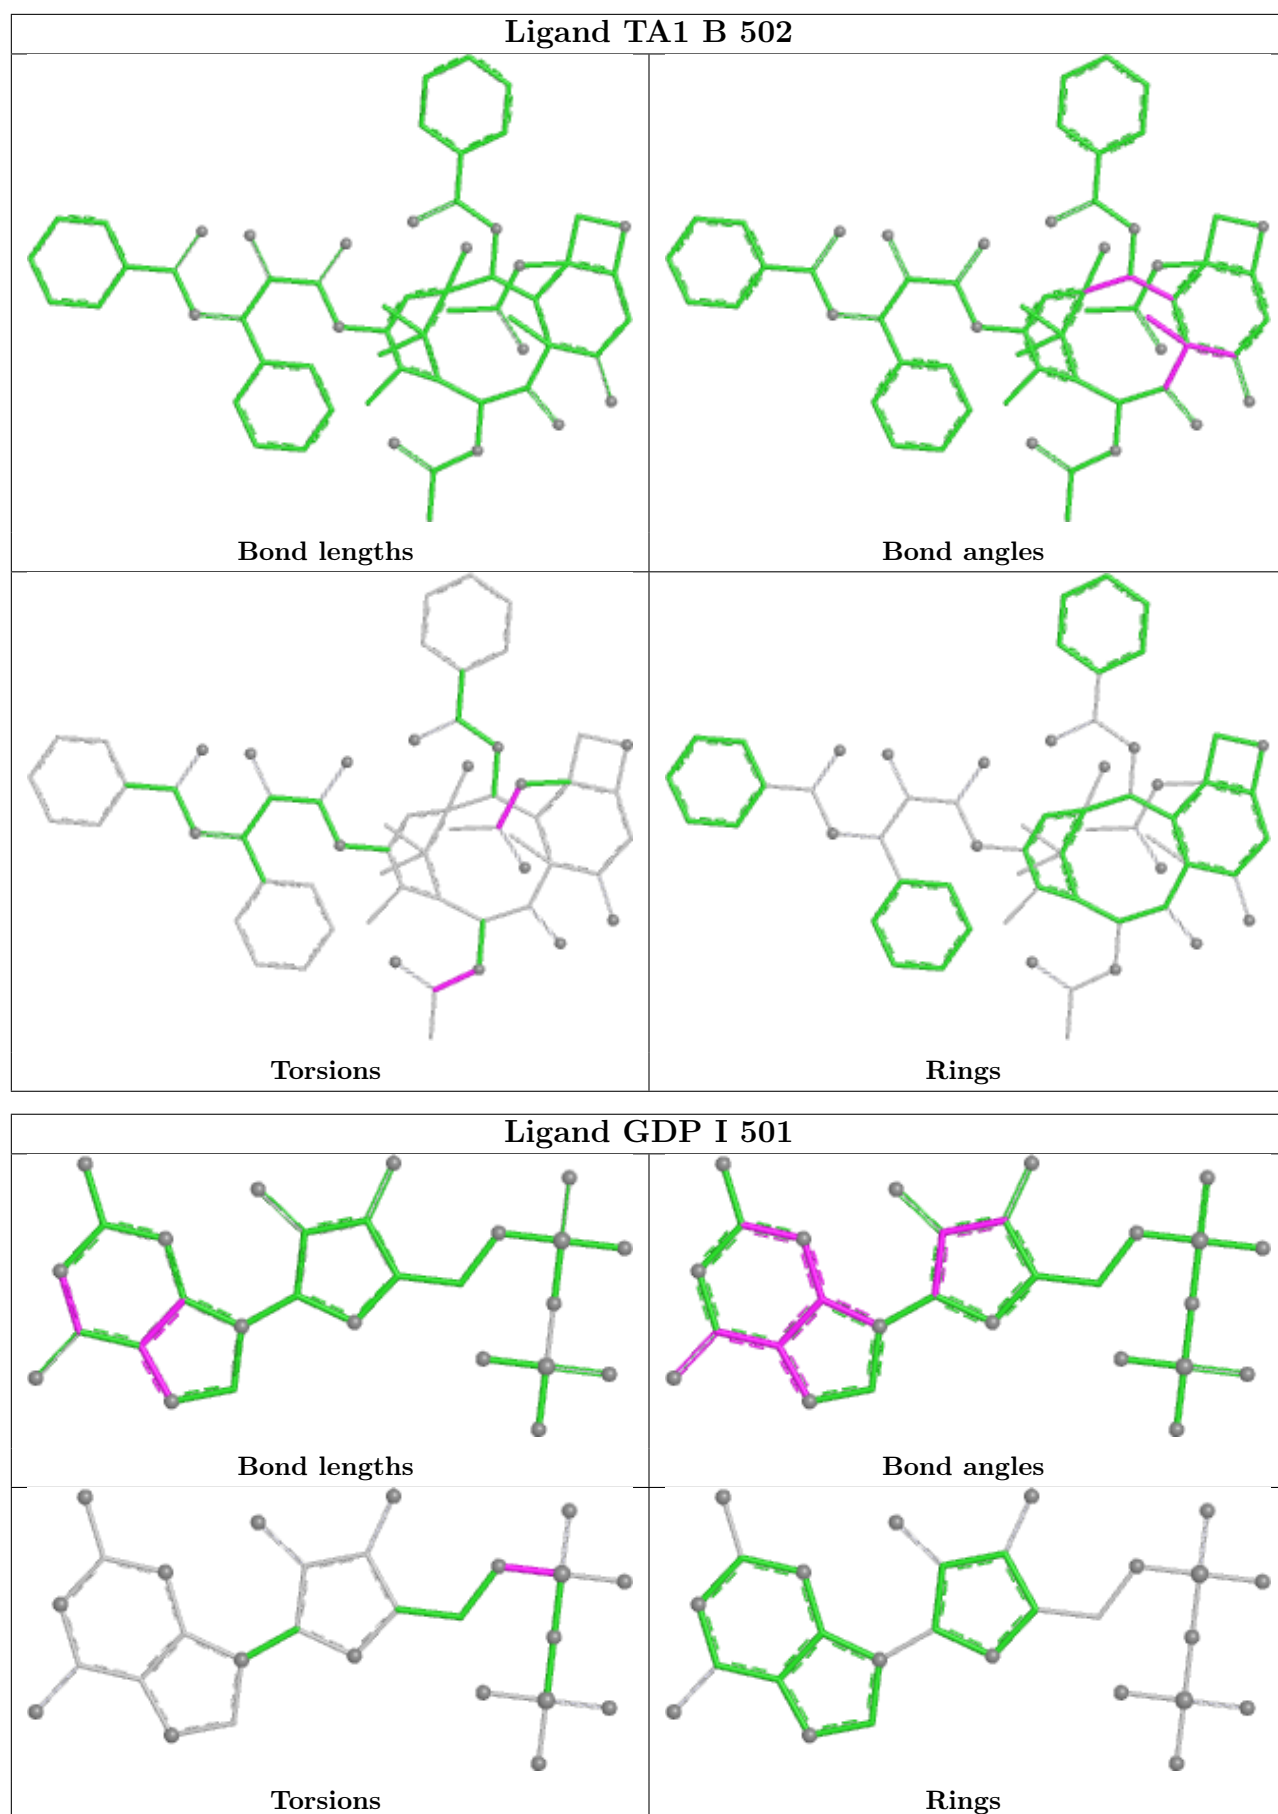 Ligand TA1 B 502
Bond lengths
Bond angles
Torsions
Rings
Ligand GDP I 501
Bond lengths
Bond angles
Torsions
Rings